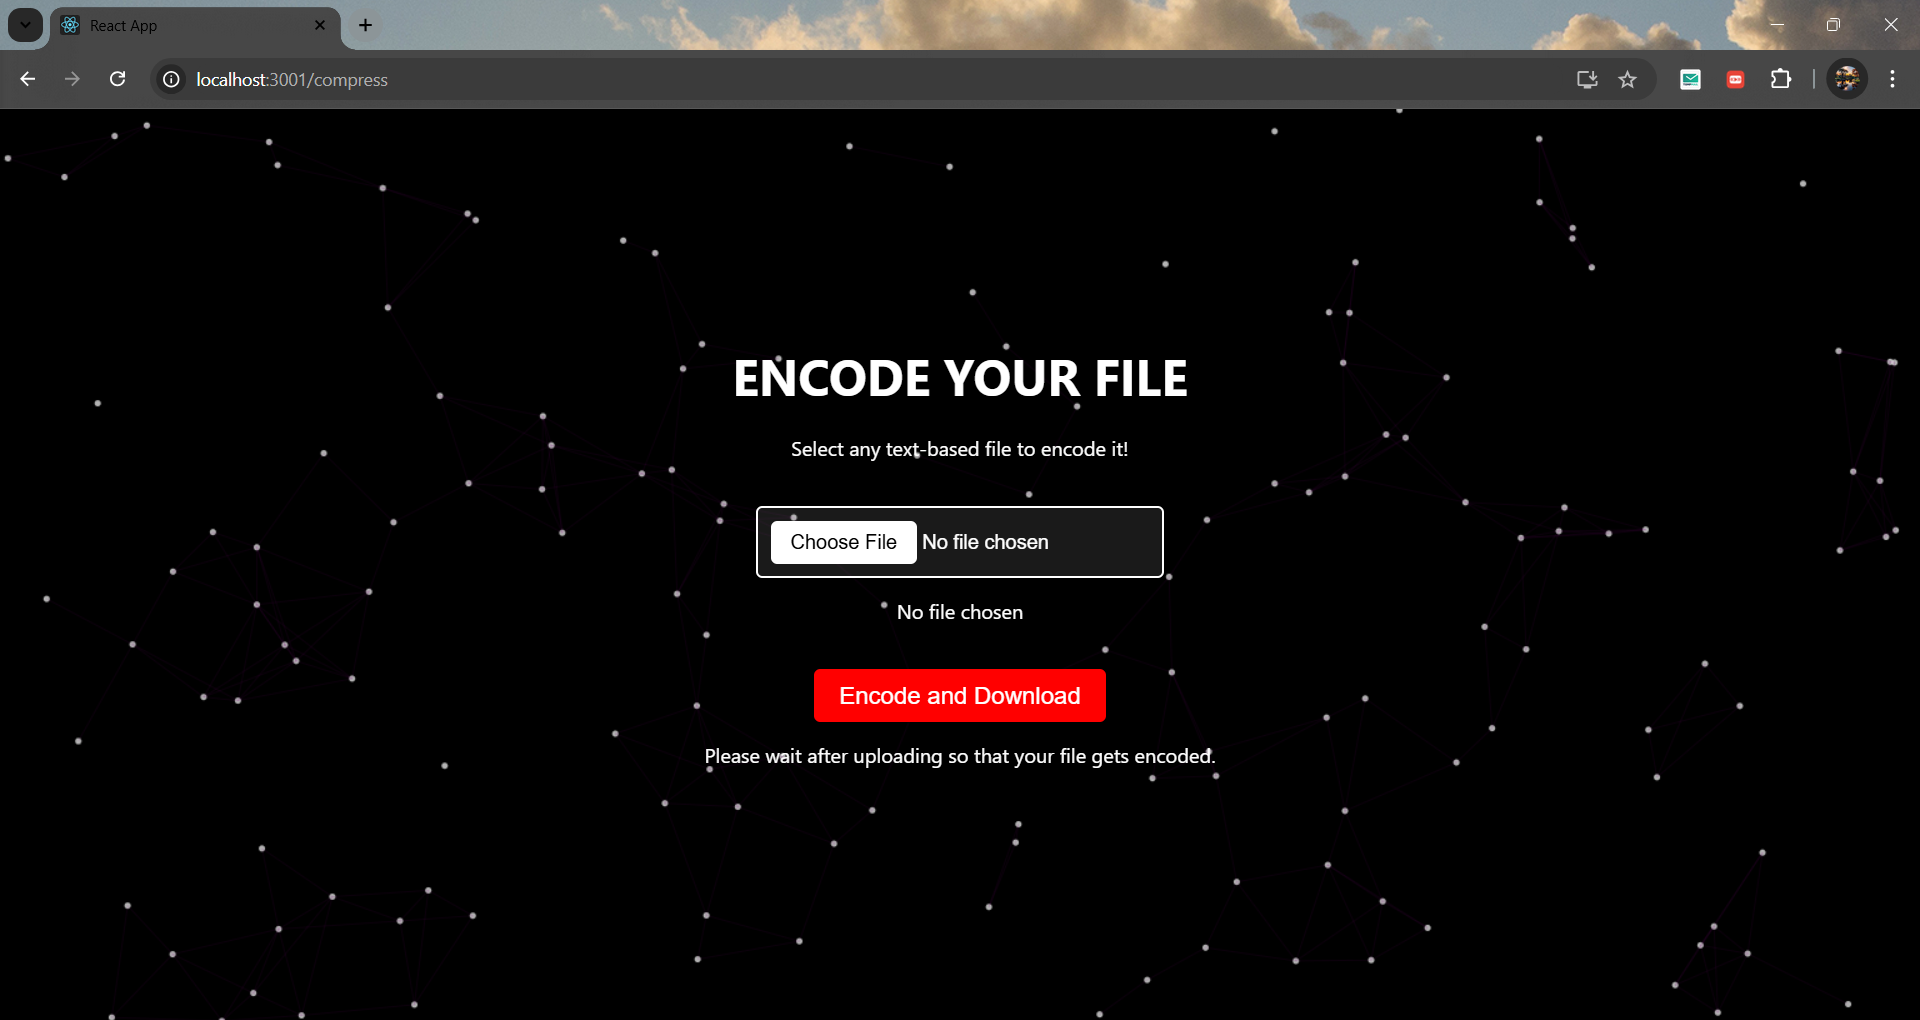 React App
localhost:3001/compress
ENCODE YOUR FILE
Select any text-based file to encode it!
Choose File No file chosen
No file chosen
Encode and Download
Please wait after uploading so that your file gets encoded.